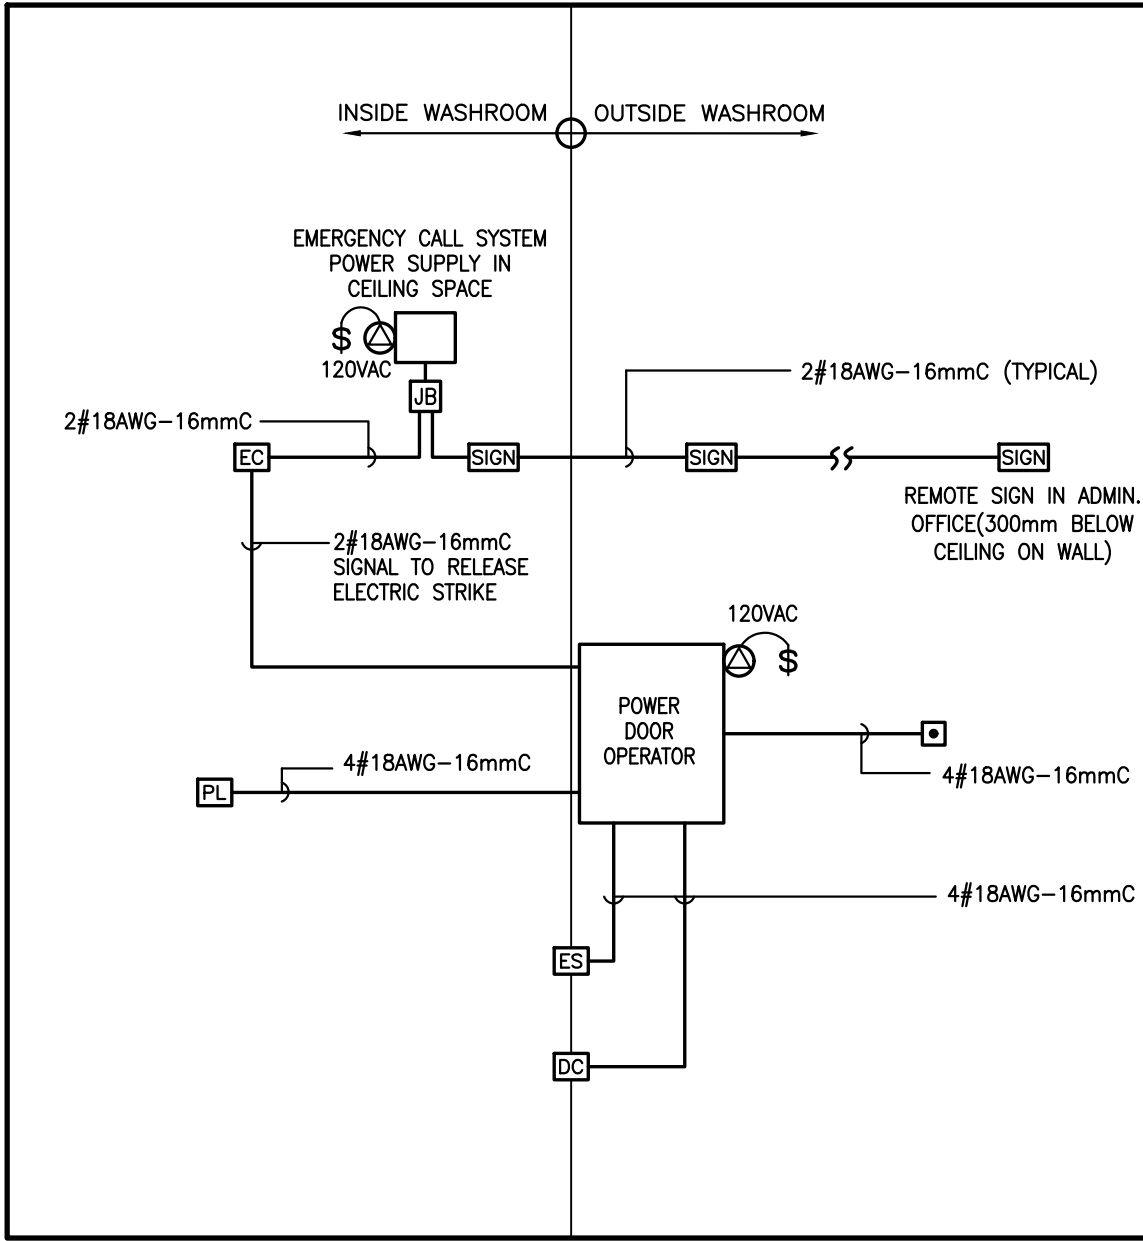 INSIDE WASHROOM
OUTSIDE WASHROOM
EMERGENCY CALL SYSTEM
POWER SUPPLY IN
CEILING SPACE
$
120VAC
JB
2#18AWG-16mmC (TYPICAL)
2#18AWG-16mmC
EC
SIGN
SIGN
SIGN
REMOTE SIGN IN ADMIN.
OFFICE(300mm BELOW
CEILING ON WALL)
2#18AWG-16mmC
SIGNAL TO RELEASE
ELECTRIC STRIKE
120VAC
$
POWER
DOOR
OPERATOR
4#18AWG-16mmC
PL
4#18AWG-16mmC
4#18AWG-16mmC
ES
DC